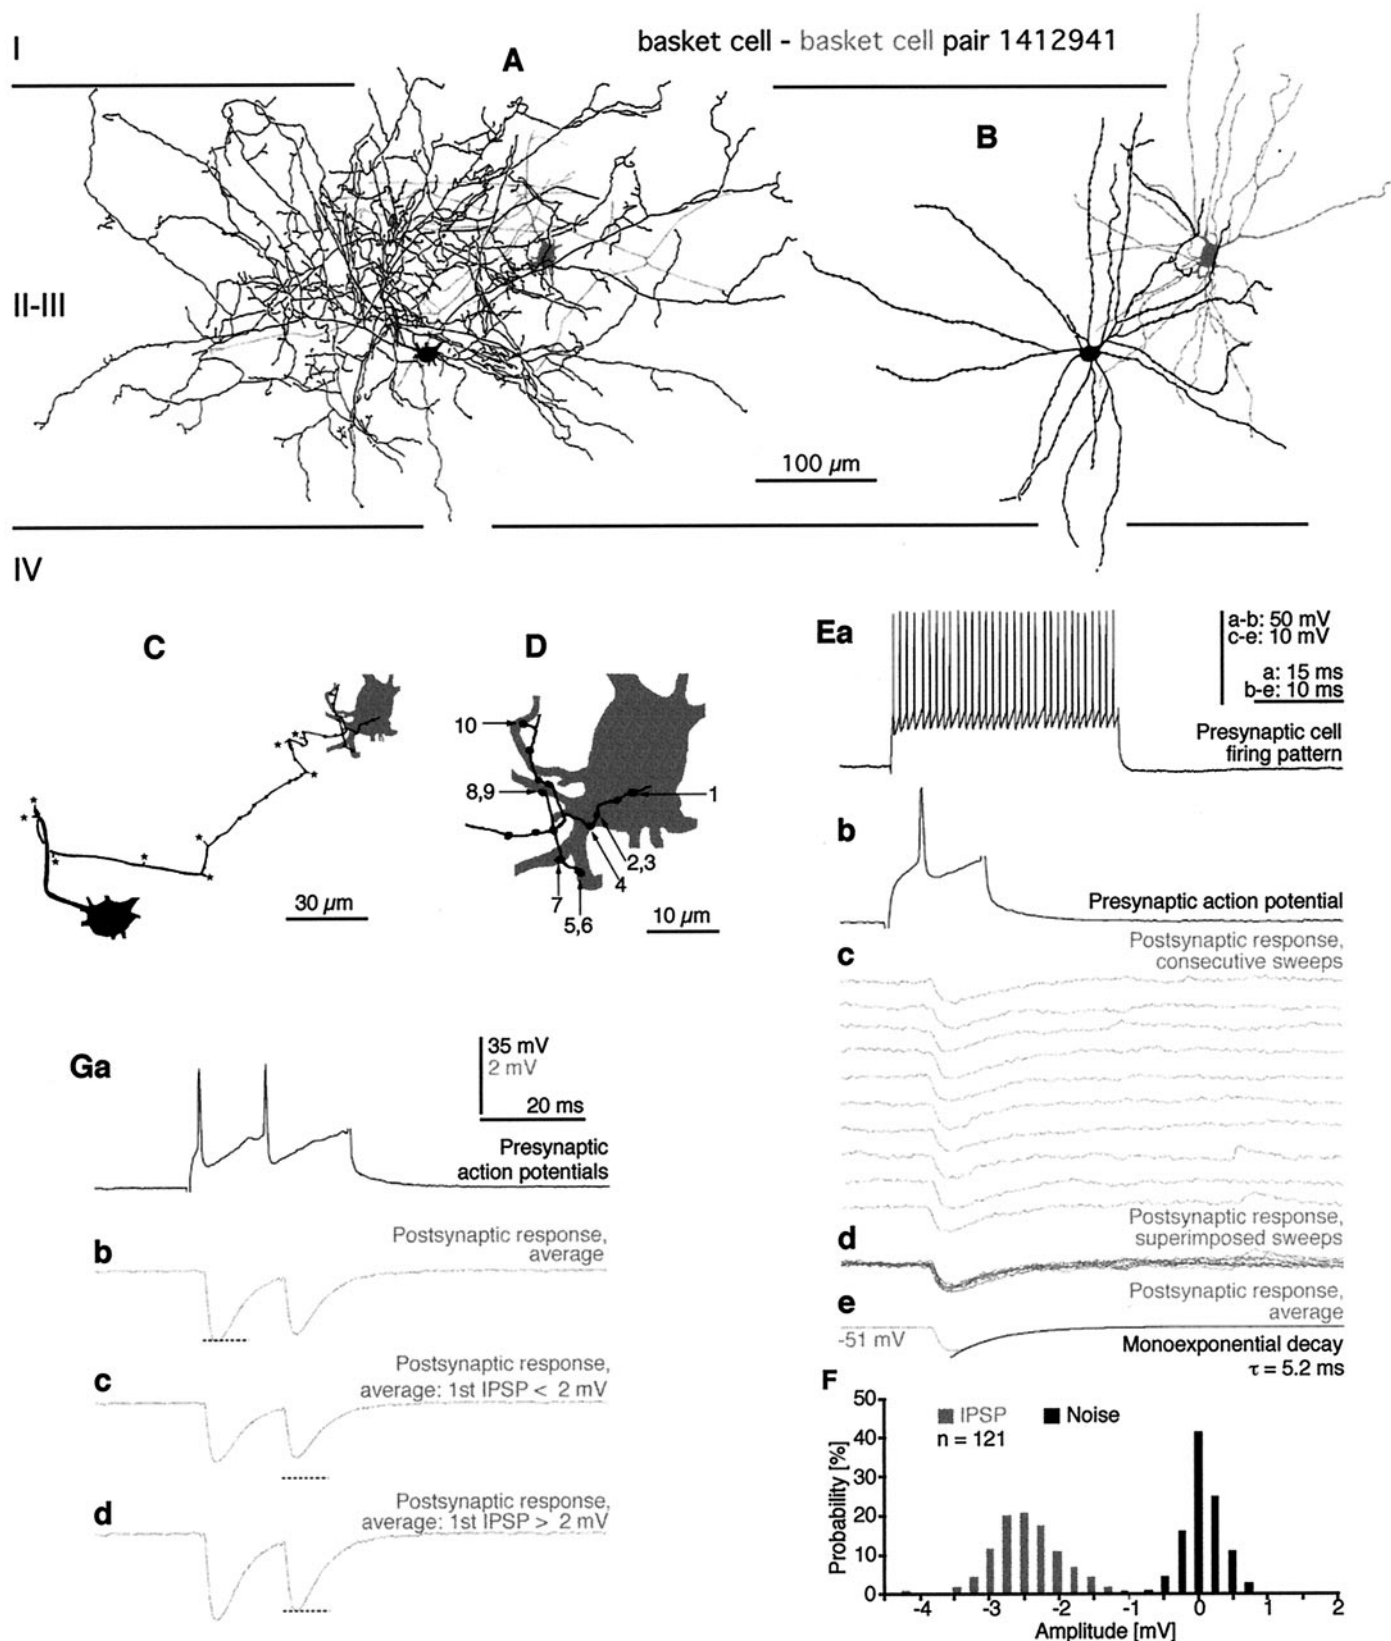 basket cell - basket cell pair 1412941
I
A
B
II-III
100 µm
IV
C
30 µm
D
10
8,9
1
2,3
4
7
5,6
10 µm
Ea
a-b: 50 mV
c-e: 10 mV
a: 15 ms
b-e: 10 ms
Presynaptic cell
firing pattern
b
Presynaptic action potential
c
Postsynaptic response,
consecutive sweeps
d
Postsynaptic response,
superimposed sweeps
e
Postsynaptic response,
average
-51 mV
Monoexponential decay
τ = 5.2 ms
F
50
40
30
20
10
0
Probability [%]
IPSP
n = 121
Noise
-4
-3
-2
-1
0
1
2
Amplitude [mV]
Ga
35 mV
2 mV
20 ms
Presynaptic
action potentials
b
Postsynaptic response,
average
c
Postsynaptic response,
average: 1st IPSP < 2 mV
d
Postsynaptic response,
average: 1st IPSP > 2 mV